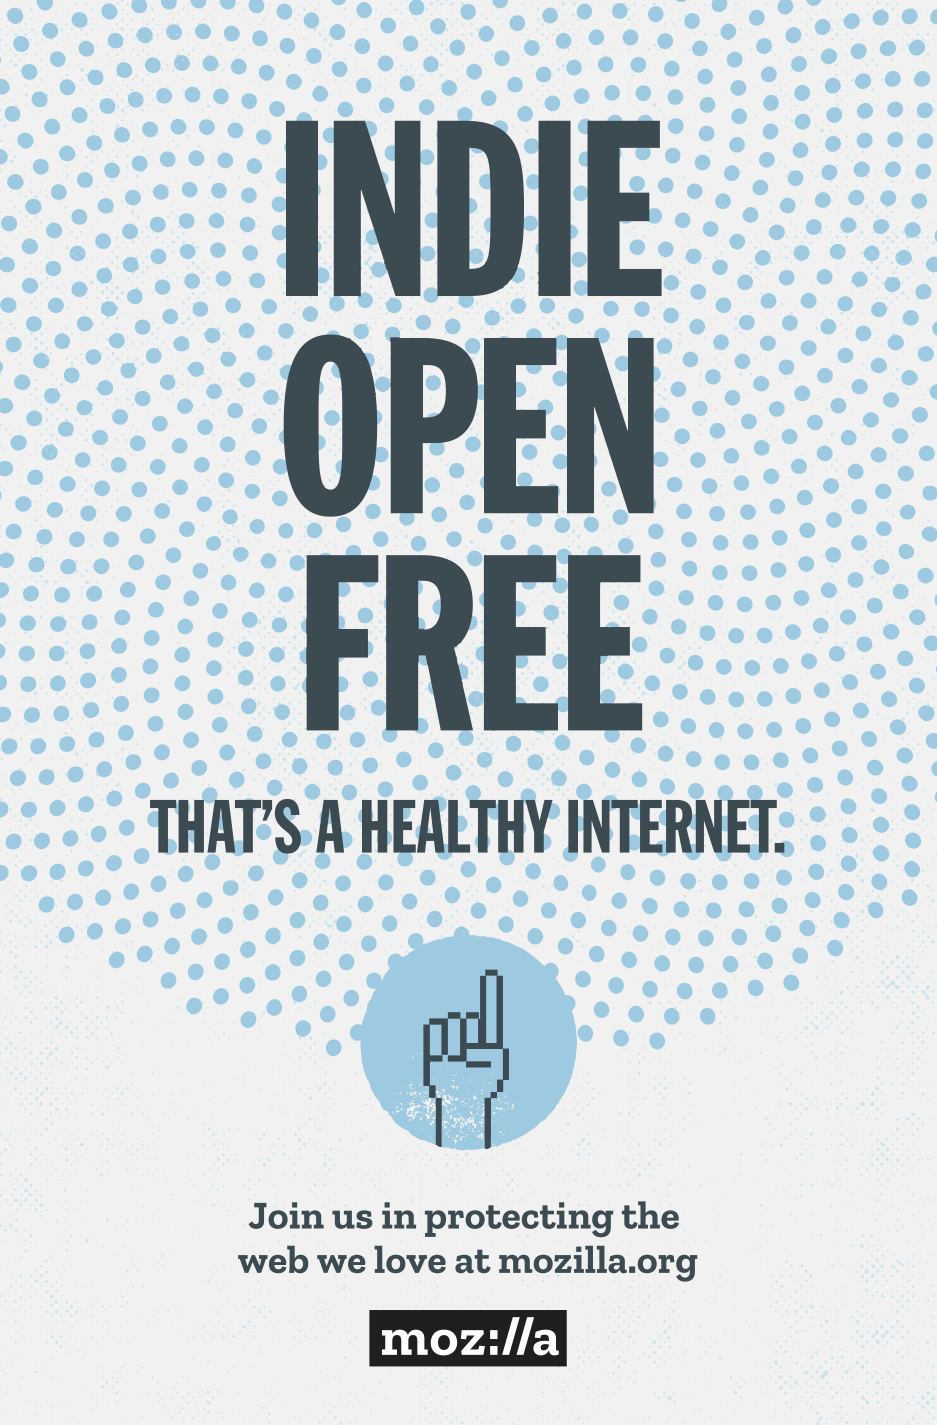 INDIE
OPEN
FREE
THAT’S A HEALTHY INTERNET.
Join us in protecting the
web we love at mozilla.org
moz://a